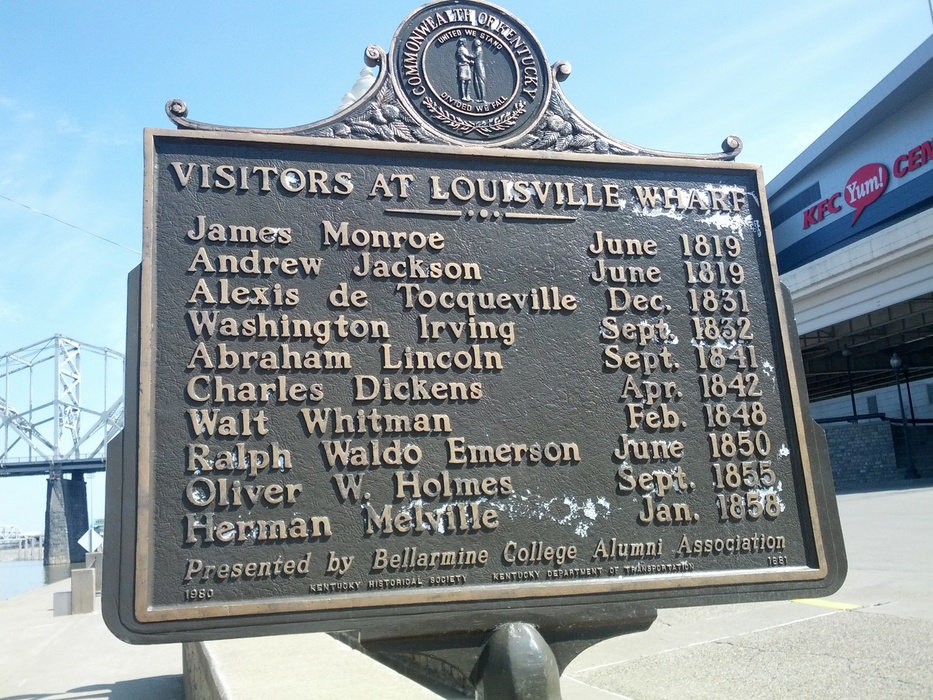 COMMONWEALTH OF KENTUCKY
UNITED WE STAND
DIVIDED WE FALL
VISITORS AT LOUISVILLE WHARF
James Monroe June 1819
Andrew Jackson June 1819
Alexis de Tocqueville Dec. 1831
Washington Irving Sept. 1832
Abraham Lincoln Sept. 1841
Charles Dickens Apr. 1842
Walt Whitman Feb. 1848
Ralph Waldo Emerson June 1850
Oliver W. Holmes Sept. 1855
Herman Melville Jan. 1858
Presented by Bellarmine College Alumni Association
1980 KENTUCKY HISTORICAL SOCIETY KENTUCKY DEPARTMENT OF TRANSPORTATION 1681
KFC Yum! CEN